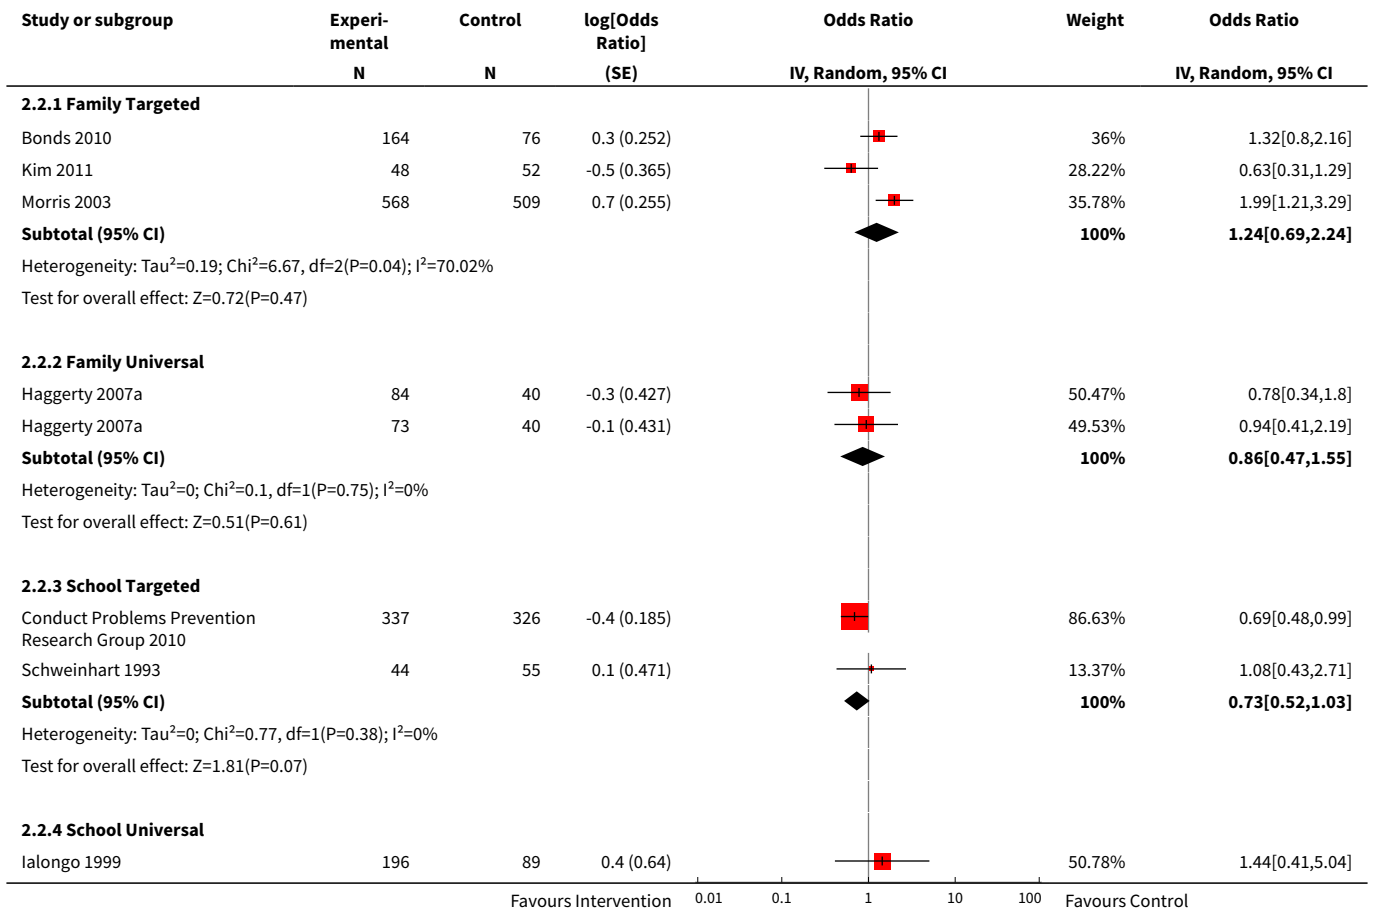 Study or subgroup Experi- Control log[Odds Odds Ratio Weight Odds Ratio
mental Ratio]
N N (SE) IV, Random, 95% CI IV, Random, 95% CI
2.2.1 Family Targeted
Bonds 2010 164 76 0.3 (0.252) 36% 1.32[0.8,2.16]
Kim 2011 48 52 -0.5 (0.365) 28.22% 0.63[0.31,1.29]
Morris 2003 568 509 0.7 (0.255) 35.78% 1.99[1.21,3.29]
Subtotal (95% CI) 100% 1.24[0.69,2.24]
Heterogeneity: Tau²=0.19; Chi²=6.67, df=2(P=0.04); I²=70.02%
Test for overall effect: Z=0.72(P=0.47)
2.2.2 Family Universal
Haggerty 2007a 84 40 -0.3 (0.427) 50.47% 0.78[0.34,1.8]
Haggerty 2007a 73 40 -0.1 (0.431) 49.53% 0.94[0.41,2.19]
Subtotal (95% CI) 100% 0.86[0.47,1.55]
Heterogeneity: Tau²=0; Chi²=0.1, df=1(P=0.75); I²=0%
Test for overall effect: Z=0.51(P=0.61)
2.2.3 School Targeted
Conduct Problems Prevention 337 326 -0.4 (0.185) 86.63% 0.69[0.48,0.99]
Research Group 2010
Schweinhart 1993 44 55 0.1 (0.471) 13.37% 1.08[0.43,2.71]
Subtotal (95% CI) 100% 0.73[0.52,1.03]
Heterogeneity: Tau²=0; Chi²=0.77, df=1(P=0.38); I²=0%
Test for overall effect: Z=1.81(P=0.07)
2.2.4 School Universal
Ialongo 1999 196 89 0.4 (0.64) 50.78% 1.44[0.41,5.04]
Favours Intervention 0.01 0.1 1 10 100 Favours Control